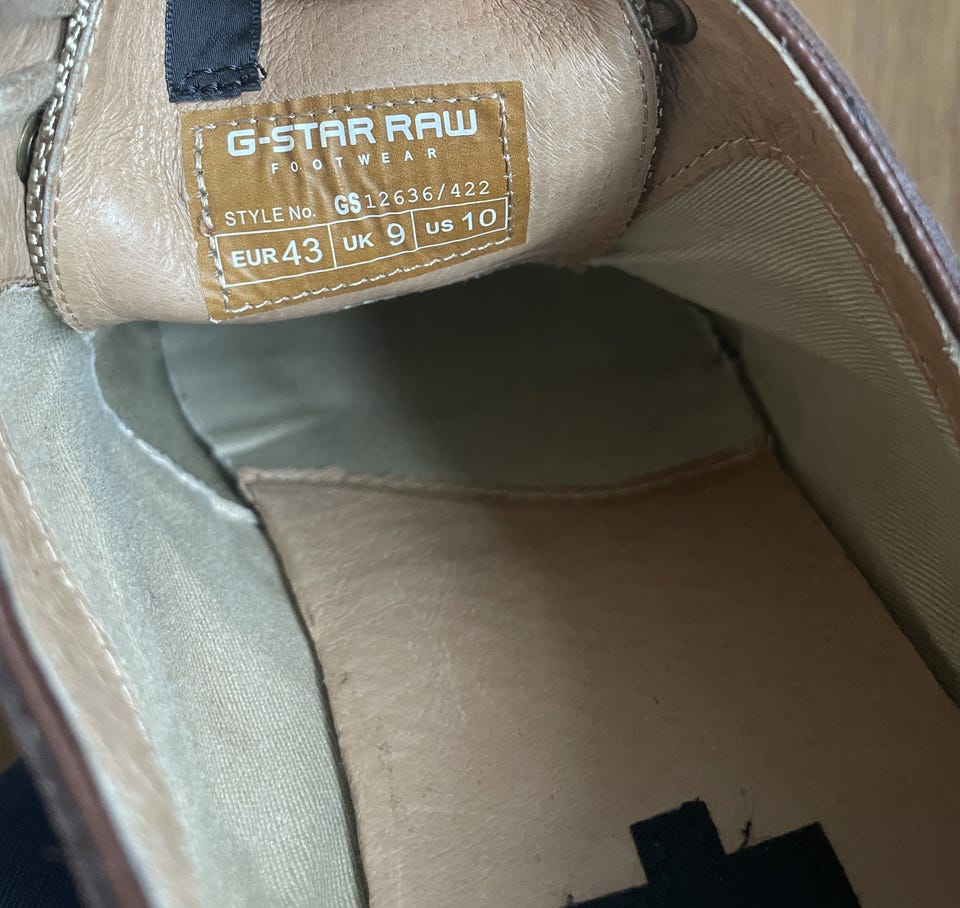 G-STAR RAW
FOOTWEAR
STYLE No. GS12636/422
EUR 43 UK 9 US 10